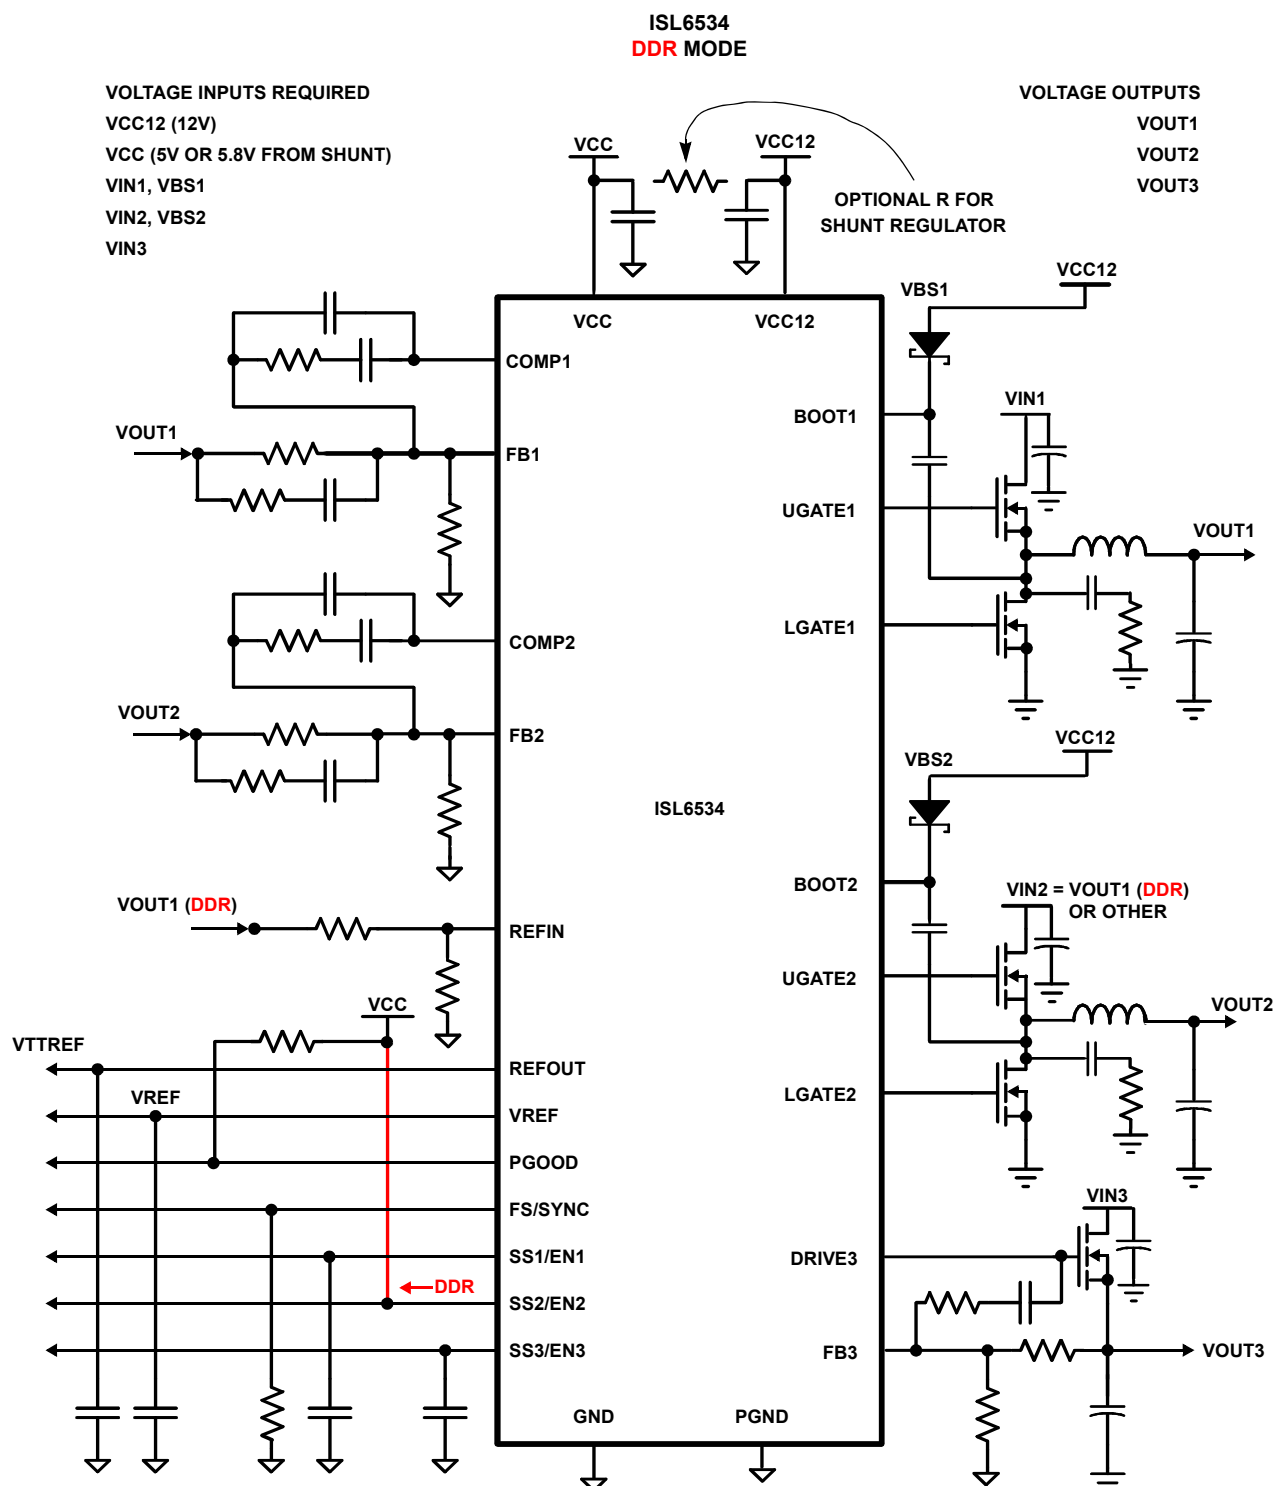 ISL6534
DDR MODE
VOLTAGE INPUTS REQUIRED
VCC12 (12V)
VCC (5V OR 5.8V FROM SHUNT)
VIN1, VBS1
VIN2, VBS2
VIN3
VOLTAGE OUTPUTS
VOUT1
VOUT2
VOUT3
VCC
VCC12
OPTIONAL R FOR
SHUNT REGULATOR
VCC
VCC12
VBS1
VCC12
COMP1
BOOT1
VIN1
VOUT1
FB1
UGATE1
VOUT1
LGATE1
COMP2
VOUT2
FB2
VBS2
VCC12
ISL6534
BOOT2
VIN2 = VOUT1 (DDR)
OR OTHER
VOUT1 (DDR)
REFIN
UGATE2
VOUT2
VCC
VTTREF
REFOUT
LGATE2
VREF
VREF
PGOOD
FS/SYNC
VIN3
SS1/EN1
DRIVE3
DDR
SS2/EN2
SS3/EN3
FB3
VOUT3
GND
PGND